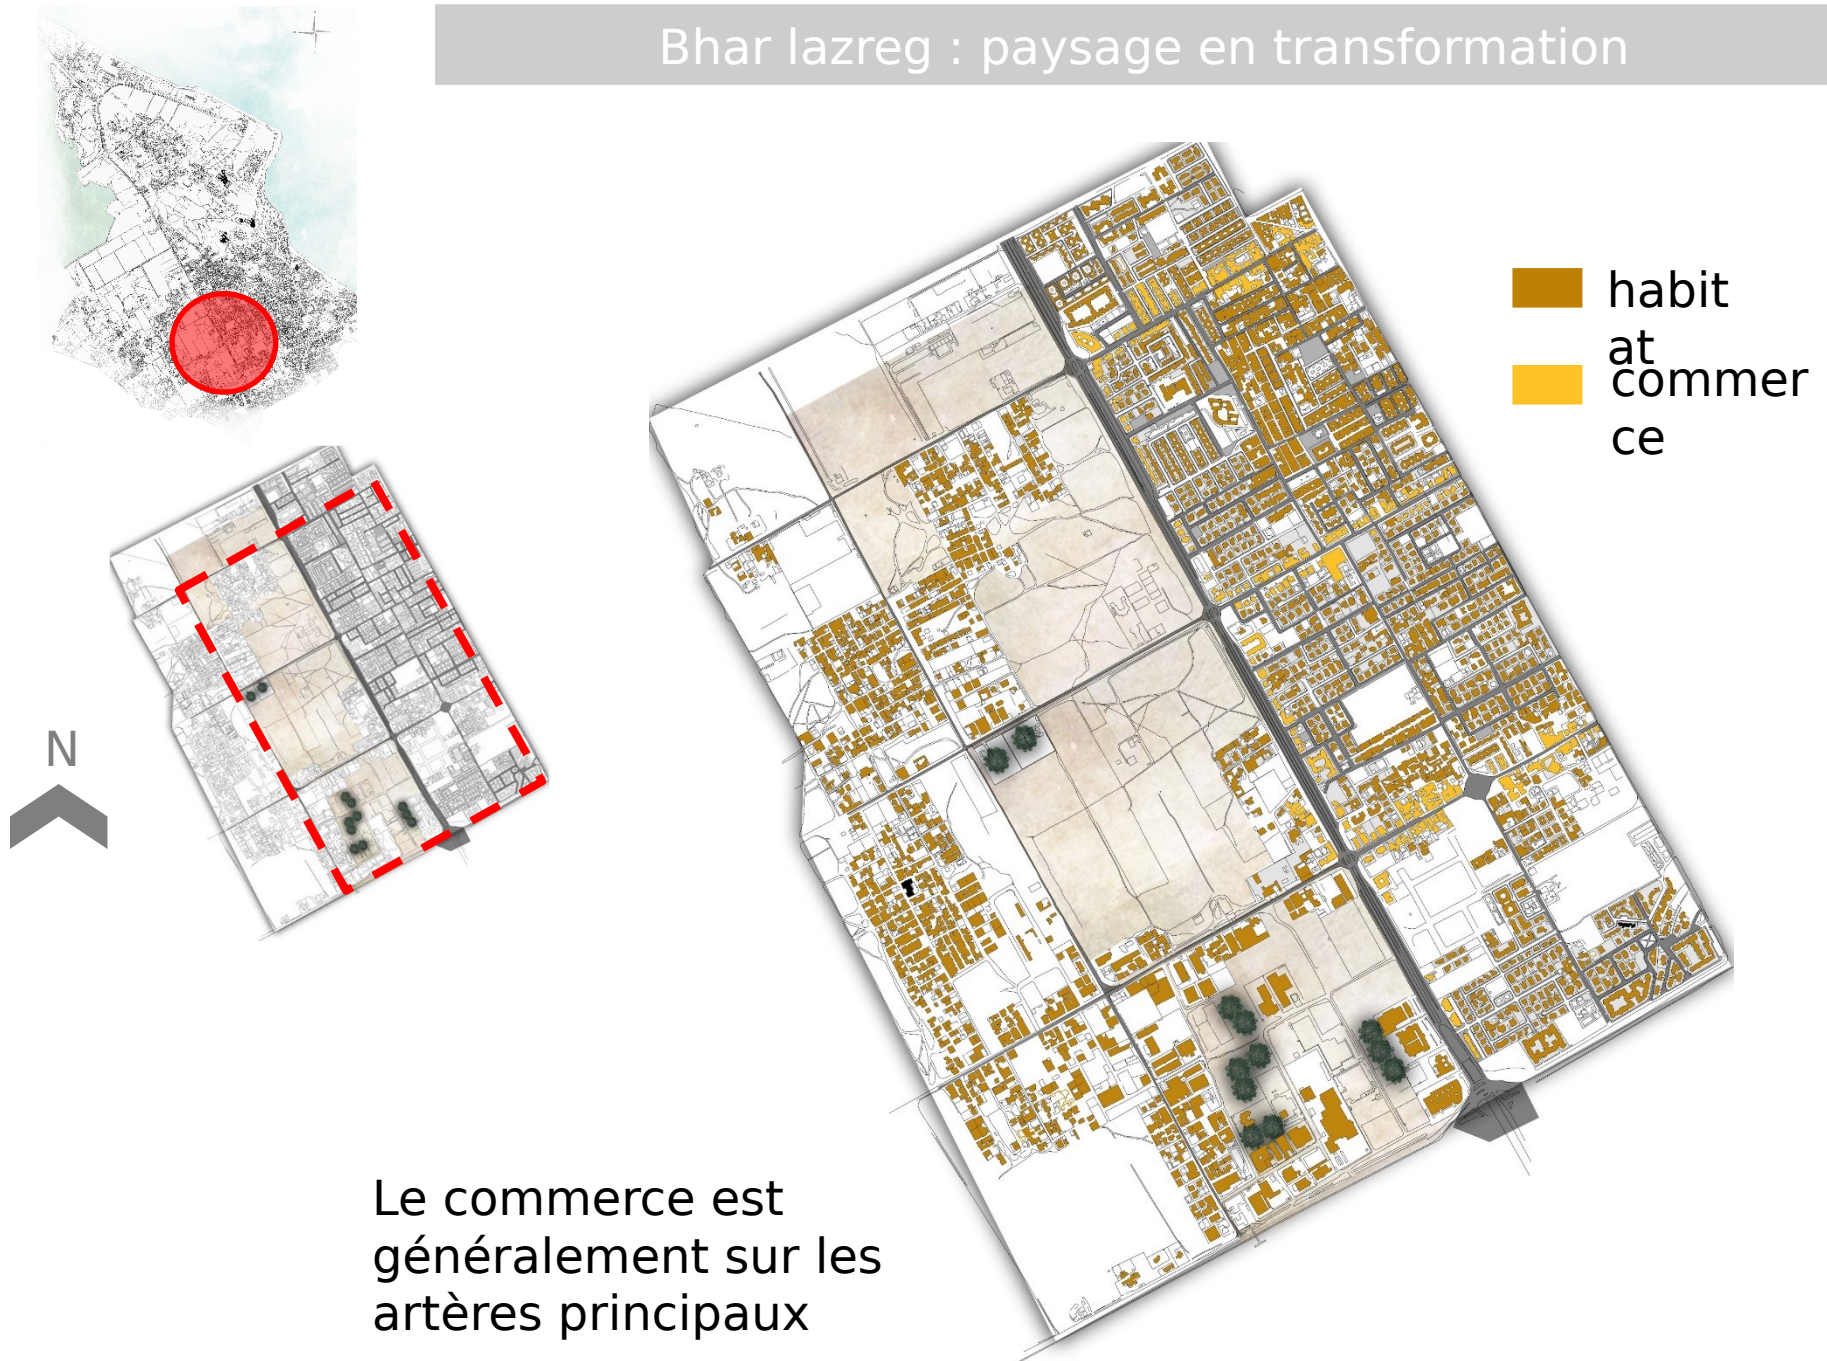 Bhar lazreg : paysage en transformation
habit
at
commer
ce
N
Le commerce est
généralement sur les
artères principaux